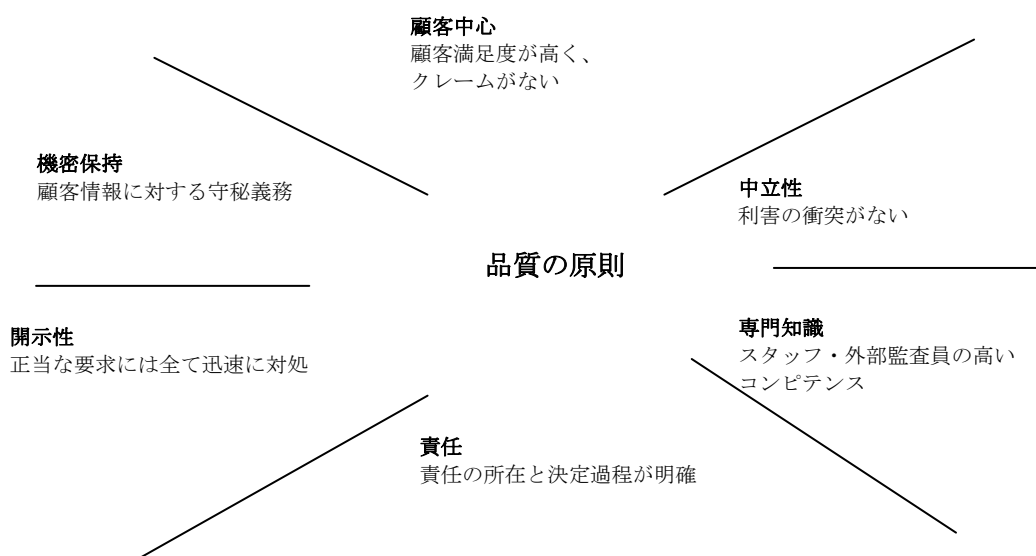 顧客中心
顧客満足度が高く、
クレームがない
機密保持
顧客情報に対する守秘義務
中立性
利害の衝突がない
品質の原則
開示性
正当な要求には全て迅速に対処
専門知識
スタッフ・外部監査員の高い
コンピテンス
責任
責任の所在と決定過程が明確